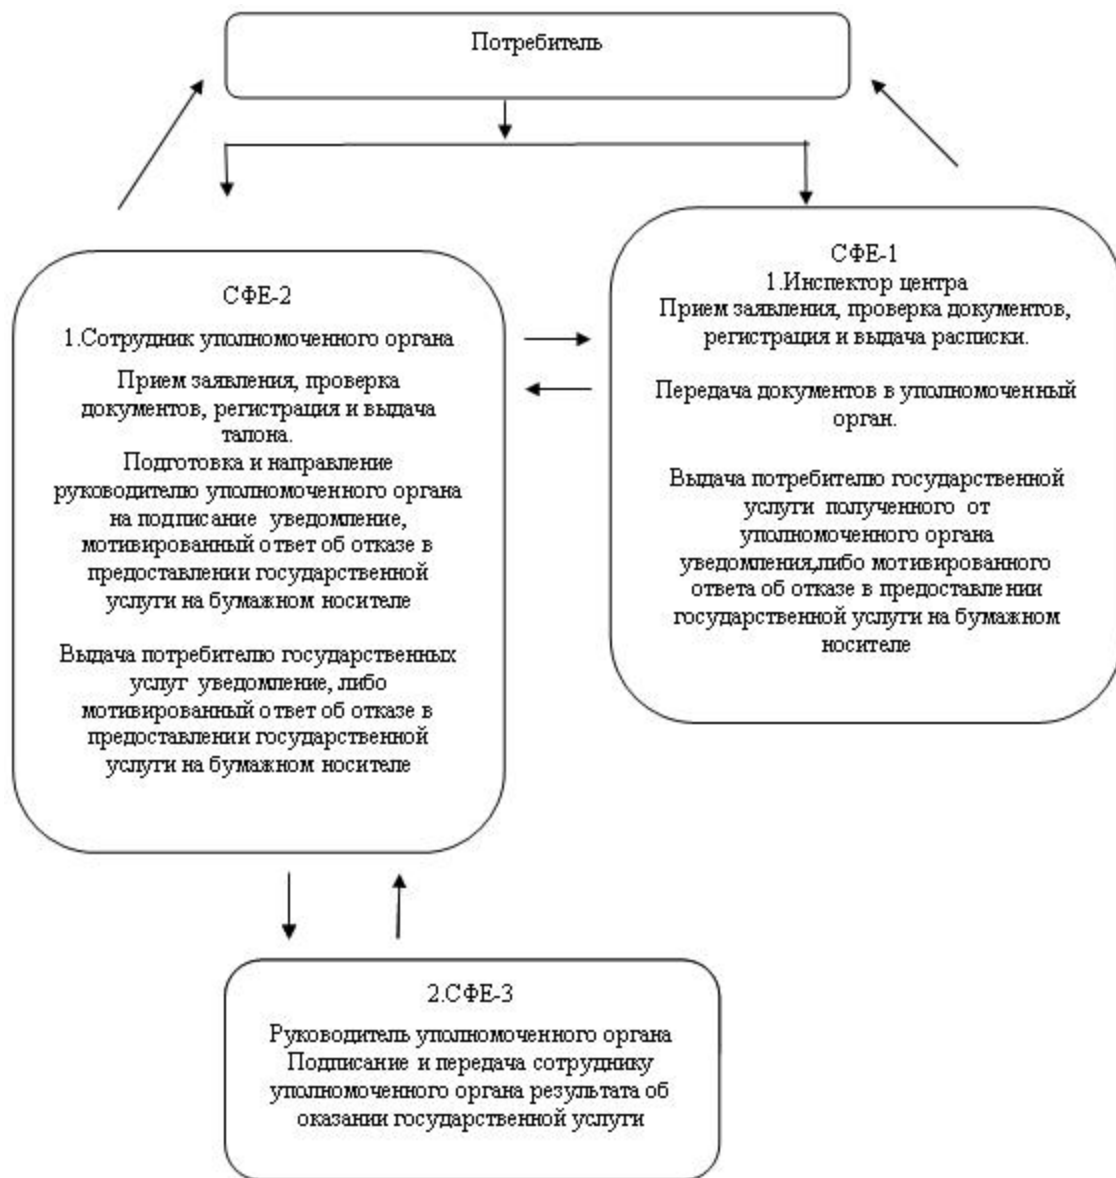 Потребитель
СФЕ-2
1.Сотрудник уполномоченного органа
Прием заявления, проверка
документов, регистрация и выдача
талона.
Подготовка и направление
руководителю уполномоченного органа
на подписание уведомление,
мотивированный ответ об отказе в
предоставлении государственной
услуги на бумажном носителе
Выдача потребителю государственных
услуг уведомление, либо
мотивированный ответ об отказе в
предоставлении государственной
услуги на бумажном носителе
СФЕ-1
1.Инспектор центра
Прием заявления, проверка документов,
регистрация и выдача расписки.
Передача документов в уполномоченный
орган.
Выдача потребителю государственной
услуги полученного от
уполномоченного органа
уведомления,либо мотивированного
ответа об отказе в предоставлении
государственной услуги на бумажном
носителе
2.СФЕ-3
Руководитель уполномоченного органа
Подписание и передача сотруднику
уполномоченного органа результата об
оказании государственной услуги